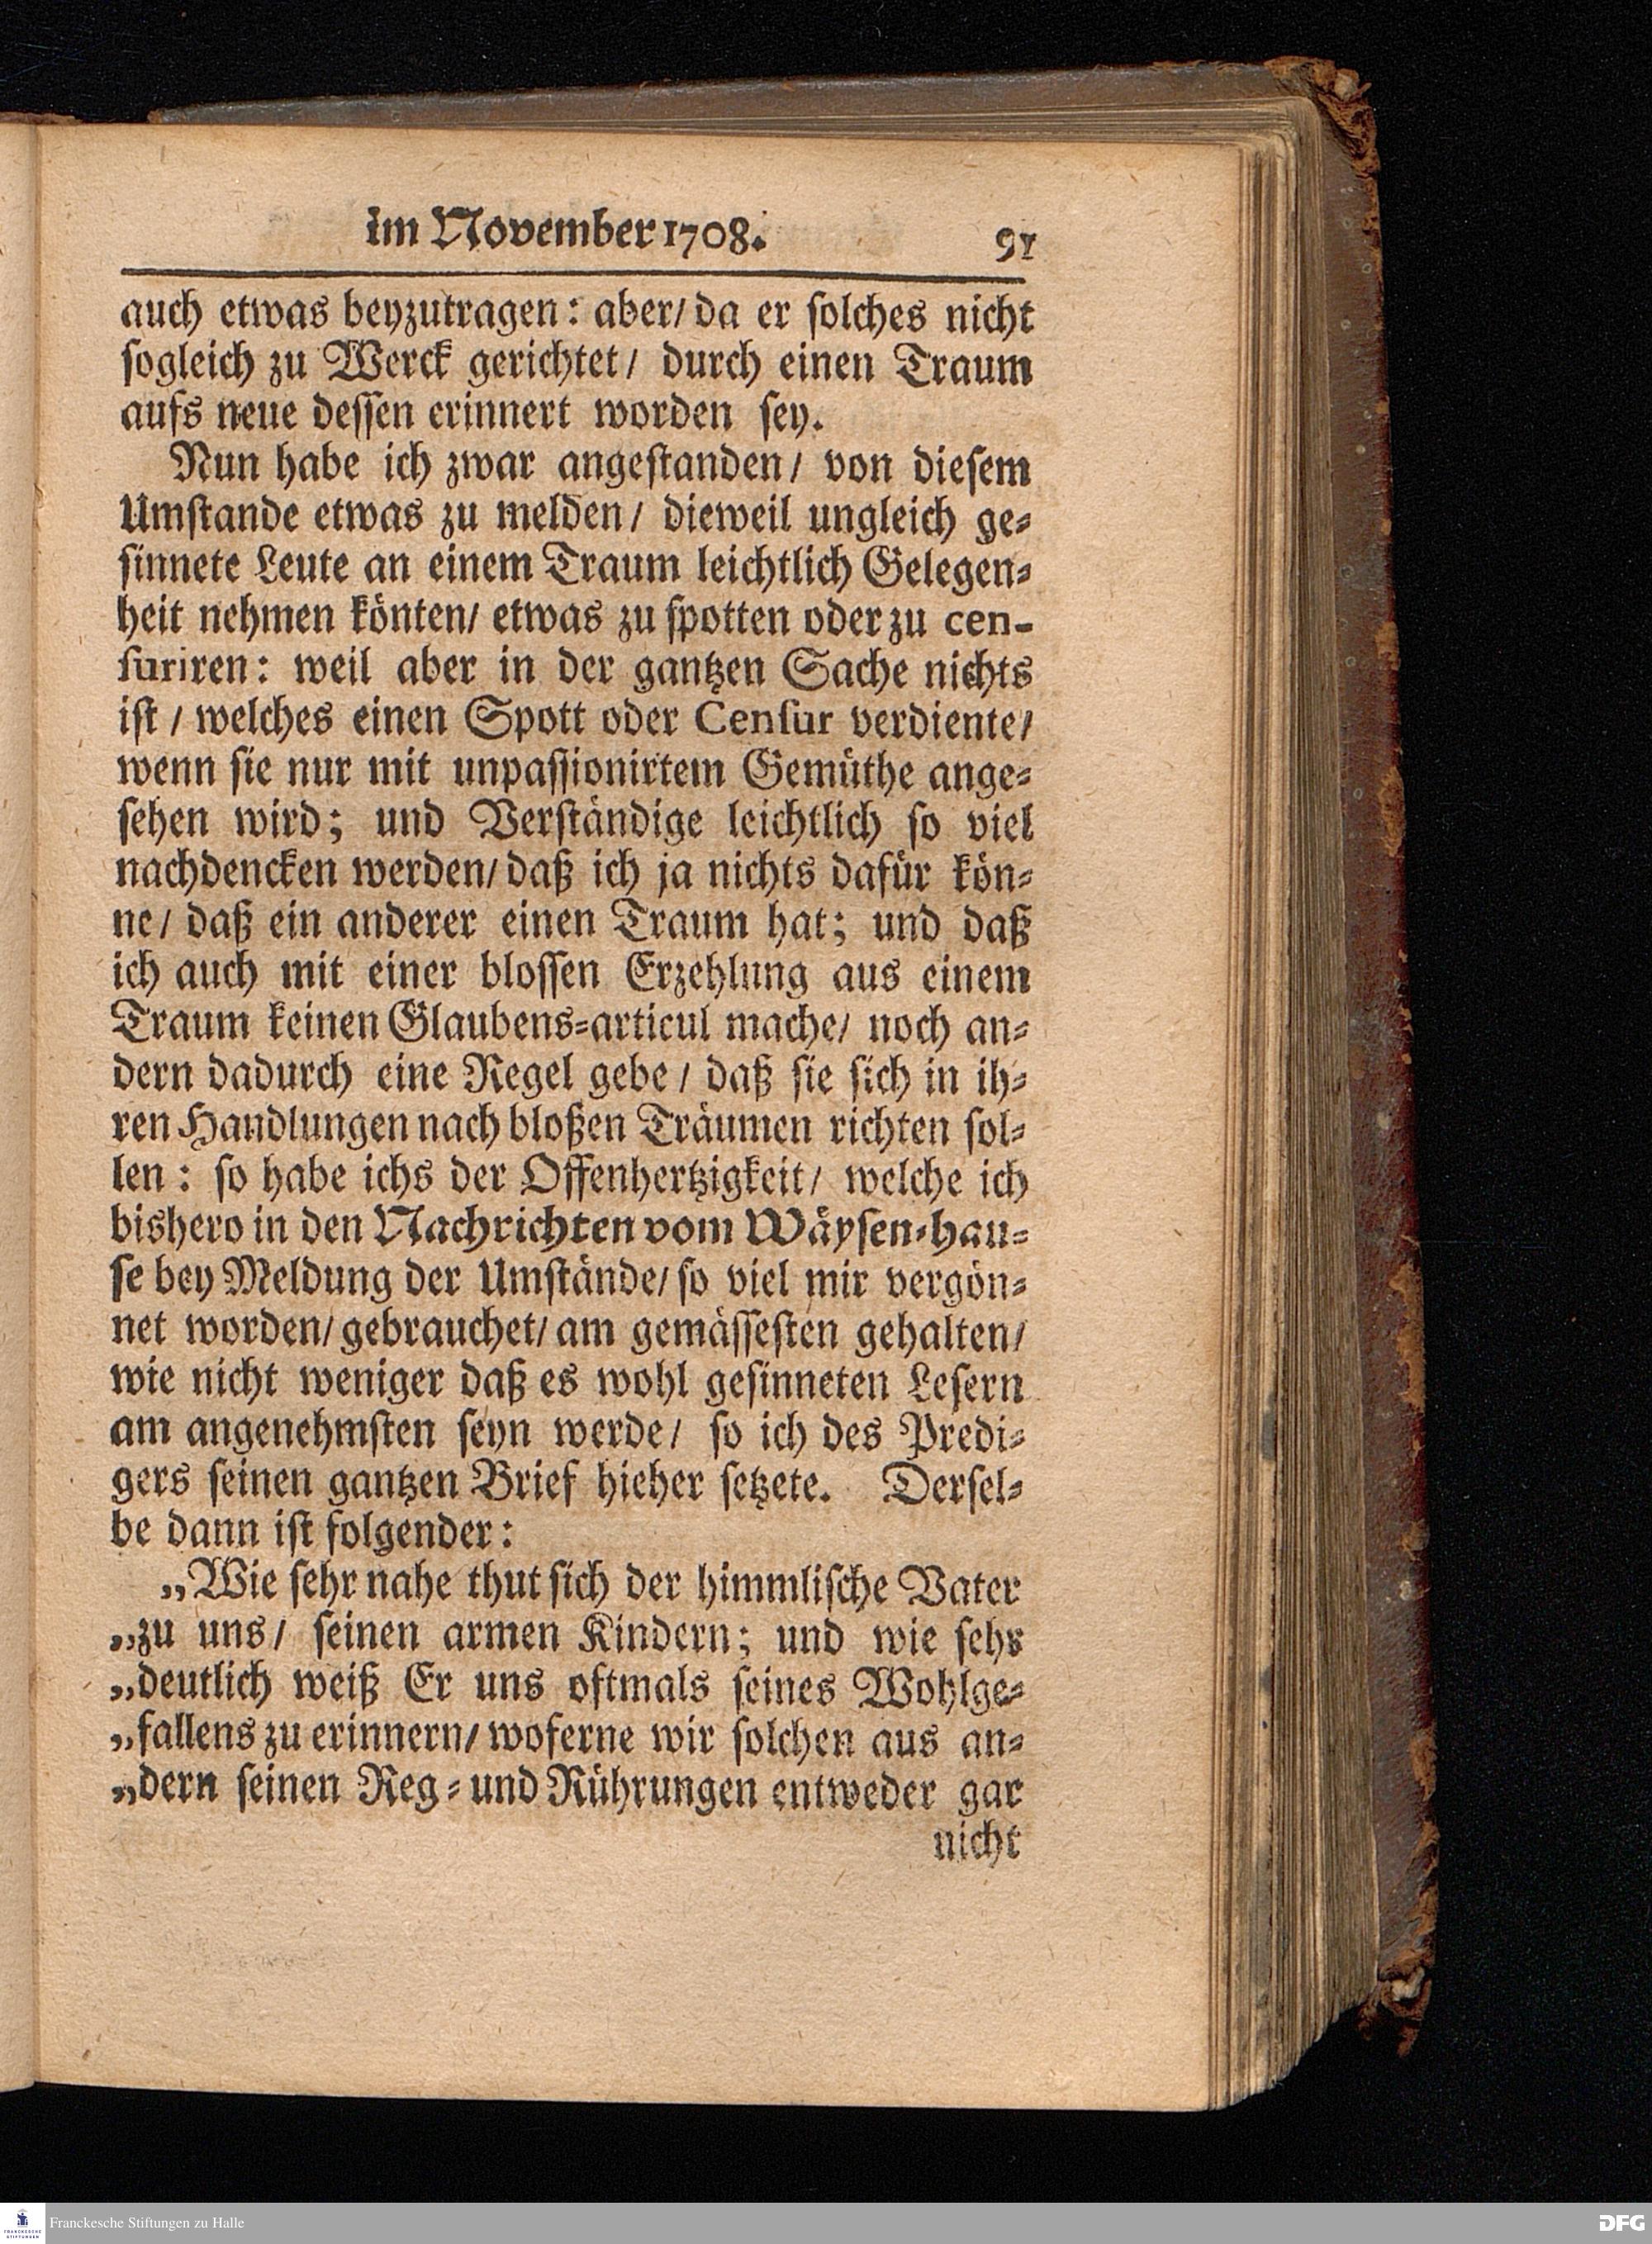 im November 1708. 91
auch etwas beyzutragen: aber/ da er ſolches nicht
ſogleich zu Werck gerichtet/ durch einen Traum
aufs neue deſſen erinnert worden ſey.
Nun habe ich zwar angeſtanden/ von dieſem
Umſtande etwas zu melden/ dieweil ungleich ge-
ſinnete Leute an einem Traum leichtlich Gelegen-
heit nehmen könten/ etwas zu ſpotten oder zu cen-
ſuriren: weil aber in der gantzen Sache nichts
iſt / welches einen Spott oder Cenſur verdiente/
wenn ſie nur mit unpaſſionirtem Gemüthe ange-
ſehen wird; und Verſtändige leichtlich ſo viel
nachdencken werden/ daß ich ja nichts dafür kön-
ne/ daß ein anderer einen Traum hat; und daß
ich auch mit einer bloſſen Erzehlung aus einem
Traum keinen Glaubens-articul mache/ noch an-
dern dadurch eine Regel gebe / daß ſie ſich in ih-
ren Handlungen nach bloßen Träumen richten ſol-
len: ſo habe ichs der Offenhertzigkeit/ welche ich
bishero in den Nachrichten vom Wäyſen-hau-
ſe bey Meldung der Umſtände/ ſo viel mir vergön-
net worden/ gebrauchet/ am gemäſſeſten gehalten/
wie nicht weniger daß es wohl geſinneten Leſern
am angenehmſten ſeyn werde/ ſo ich des Predi-
gers ſeinen gantzen Brief hieher ſetzete. Derſel-
be dann iſt folgender:
„Wie ſehr nahe thut ſich der himmliſche Vater
„zu uns/ ſeinen armen Kindern; und wie ſehr
„deutlich weiß Er uns oftmals ſeines Wohlge-
„fallens zu erinnern/ woferne wir ſolchen aus an-
„dern ſeinen Reg- und Rührungen entweder gar
nicht
Franckesche Stiftungen zu Halle
DFG
FRANCKESCHE
STIFTUNGEN